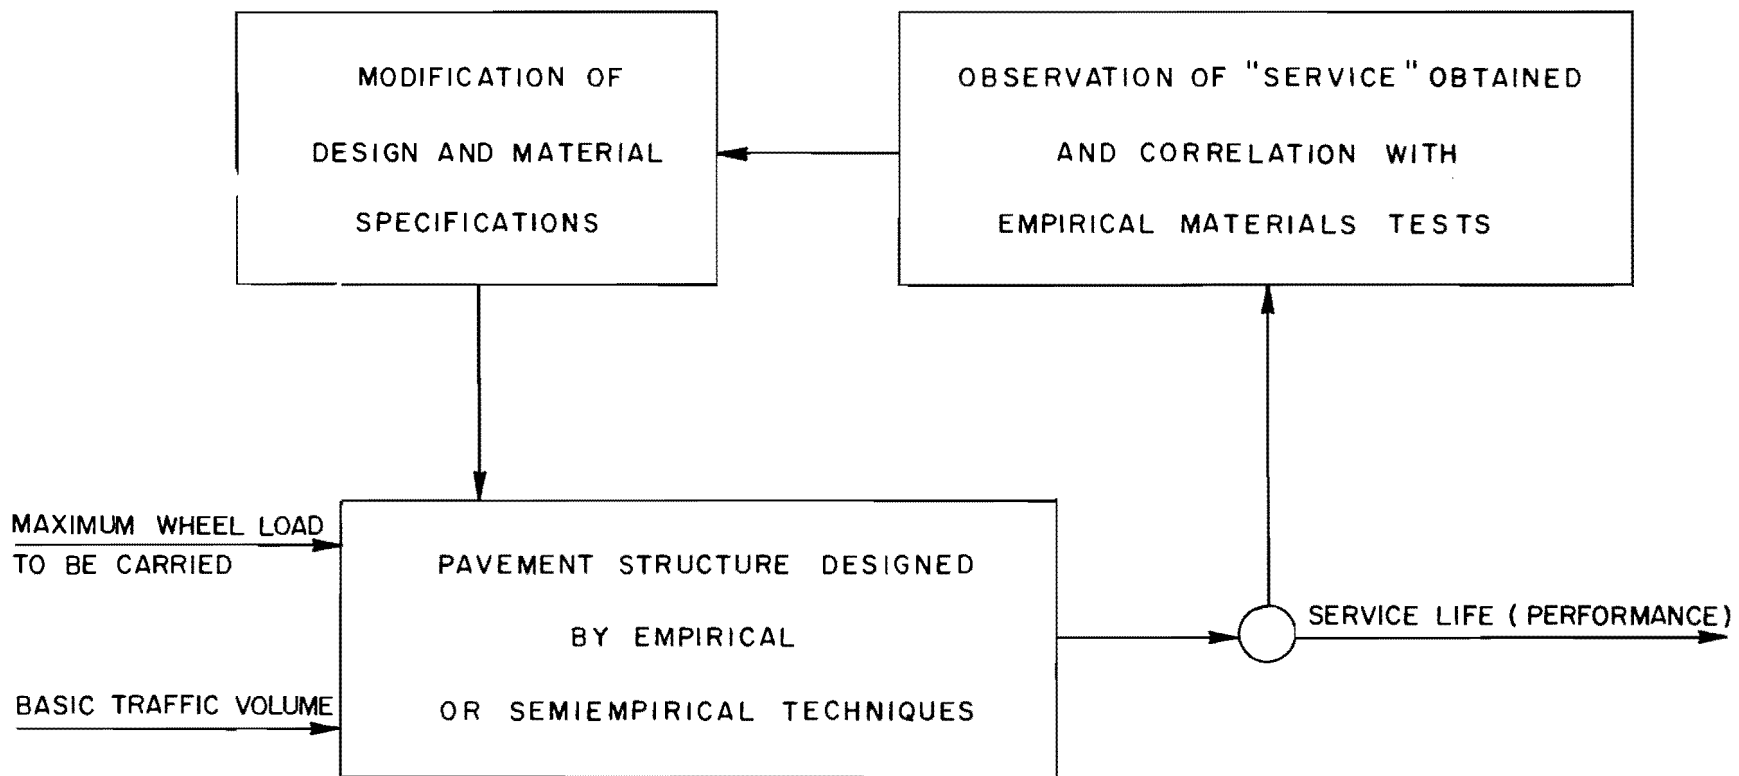 MODIFICATION OF
DESIGN AND MATERIAL
SPECIFICATIONS
OBSERVATION OF "SERVICE" OBTAINED
AND CORRELATION WITH
EMPIRICAL MATERIALS TESTS
MAXIMUM WHEEL LOAD
TO BE CARRIED
BASIC TRAFFIC VOLUME
PAVEMENT STRUCTURE DESIGNED
BY EMPIRICAL
OR SEMIEMPIRICAL TECHNIQUES
SERVICE LIFE (PERFORMANCE)